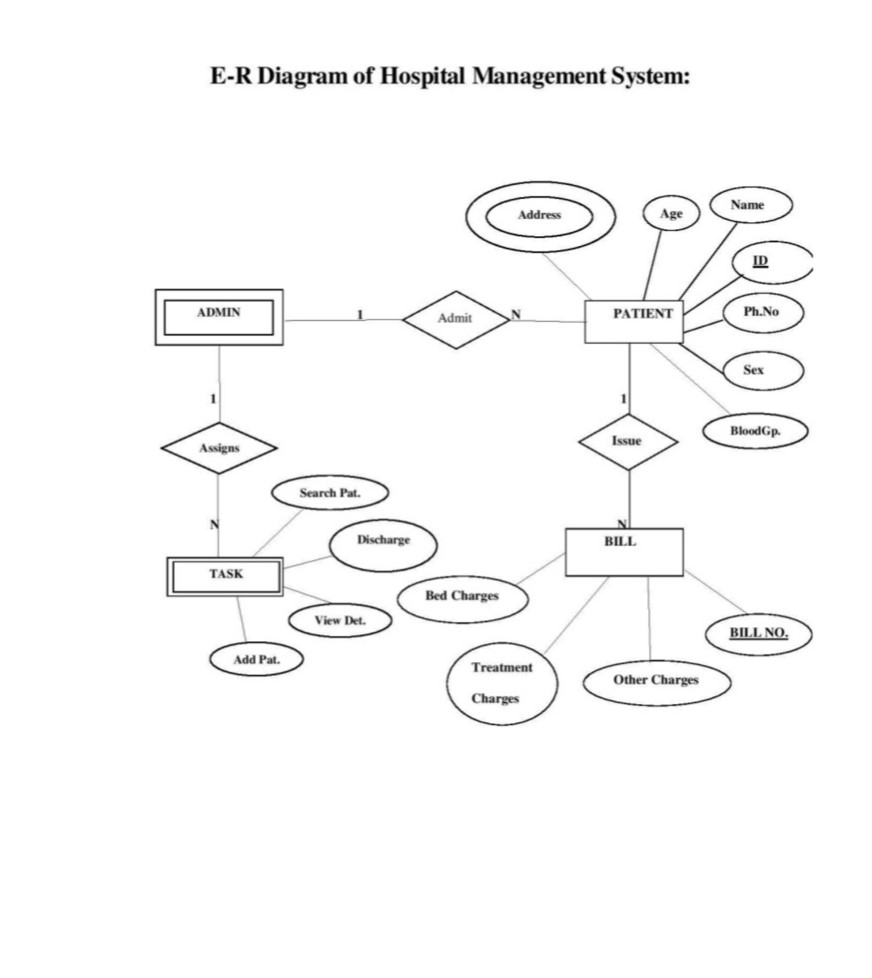 E-R Diagram of Hospital Management System:
Address
Age
Name
ID
ADMIN
1
Admit
N
PATIENT
Ph.No
Sex
1
1
BloodGp.
Assigns
Issue
Search Pat.
N
N
Discharge
BILL
TASK
Bed Charges
View Det.
BILL NO.
Add Pat.
Treatment
Charges
Other Charges